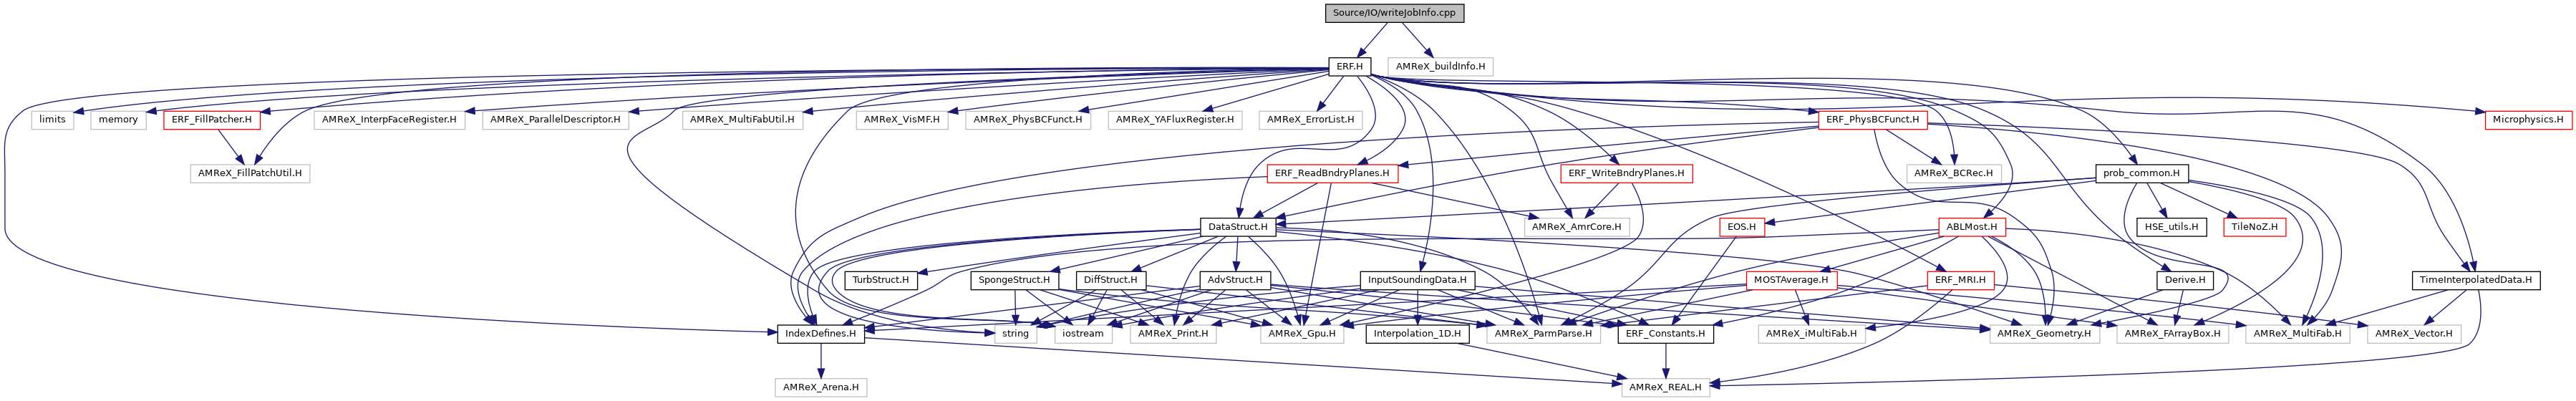 Source/IO/writeJobInfo.cpp
ERF.H
AMReX_buildInfo.H
limits
memory
ERF_FillPatcher.H
AMReX_InterpFaceRegister.H
AMReX_ParallelDescriptor.H
AMReX_MultiFabUtil.H
AMReX_VisMF.H
AMReX_PhysBCFunct.H
AMReX_YAFluxRegister.H
AMReX_ErrorList.H
ERF_PhysBCFunct.H
Microphysics.H
AMReX_FillPatchUtil.H
ERF_ReadBndryPlanes.H
ERF_WriteBndryPlanes.H
AMReX_BCRec.H
prob_common.H
DataStruct.H
AMReX_AmrCore.H
EOS.H
ABLMost.H
HSE_utils.H
TileNoZ.H
TurbStruct.H
SpongeStruct.H
DiffStruct.H
AdvStruct.H
InputSoundingData.H
MOSTAverage.H
ERF_MRI.H
Derive.H
TimeInterpolatedData.H
IndexDefines.H
string
iostream
AMReX_Print.H
AMReX_Gpu.H
Interpolation_1D.H
AMReX_ParmParse.H
ERF_Constants.H
AMReX_iMultiFab.H
AMReX_Geometry.H
AMReX_FArrayBox.H
AMReX_MultiFab.H
AMReX_Vector.H
AMReX_Arena.H
AMReX_REAL.H